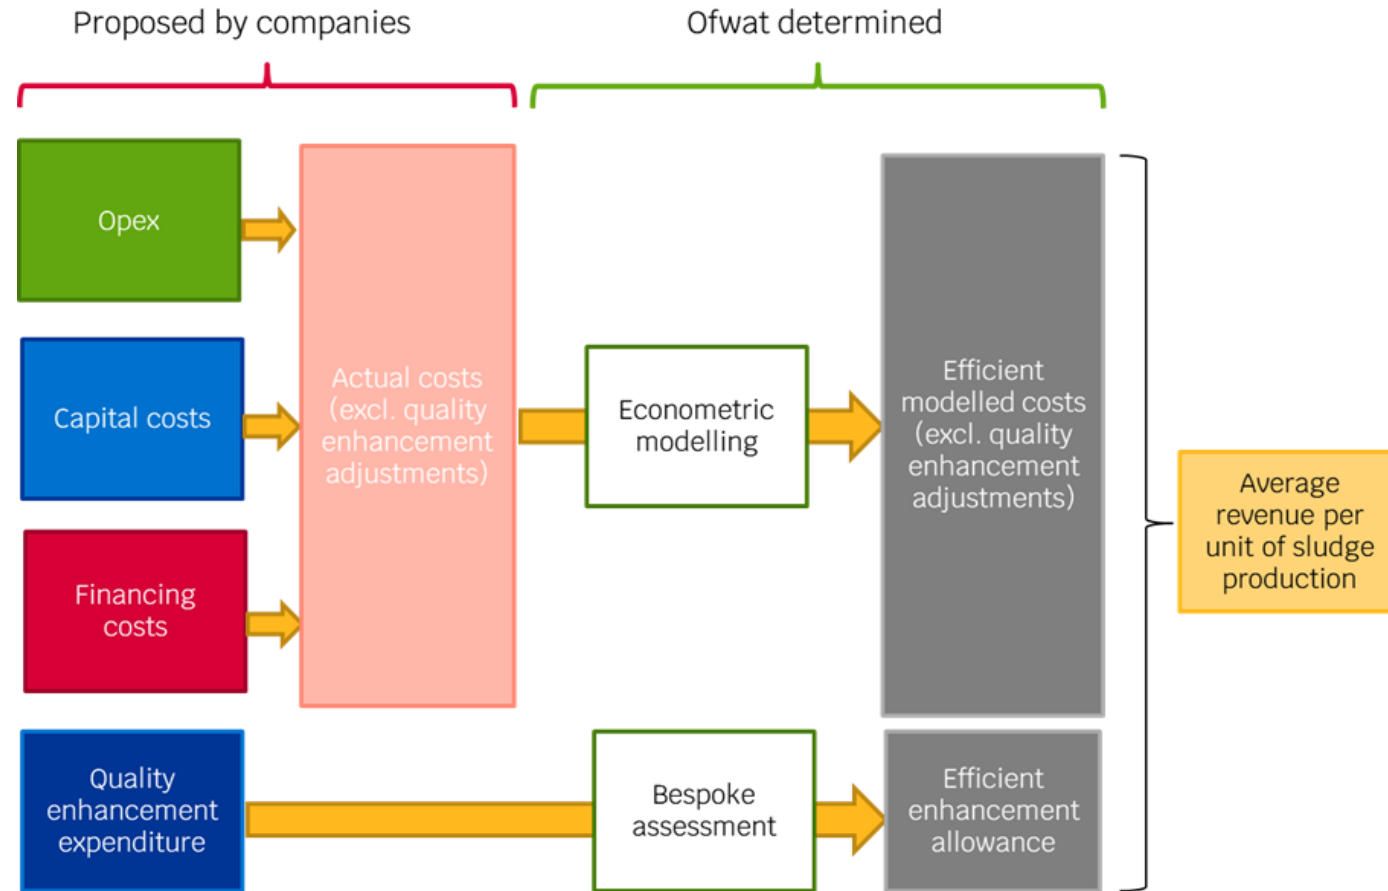 Proposed by companies
Ofwat determined
Opex
Capital costs
Financing
costs
Quality
enhancement
expenditure
Actual costs
(excl. quality
enhancement
adjustments)
Econometric
modelling
Bespoke
assessment
Efficient
modelled costs
(excl. quality
enhancement
adjustments)
Efficient
enhancement
allowance
Average
revenue per
unit of sludge
production